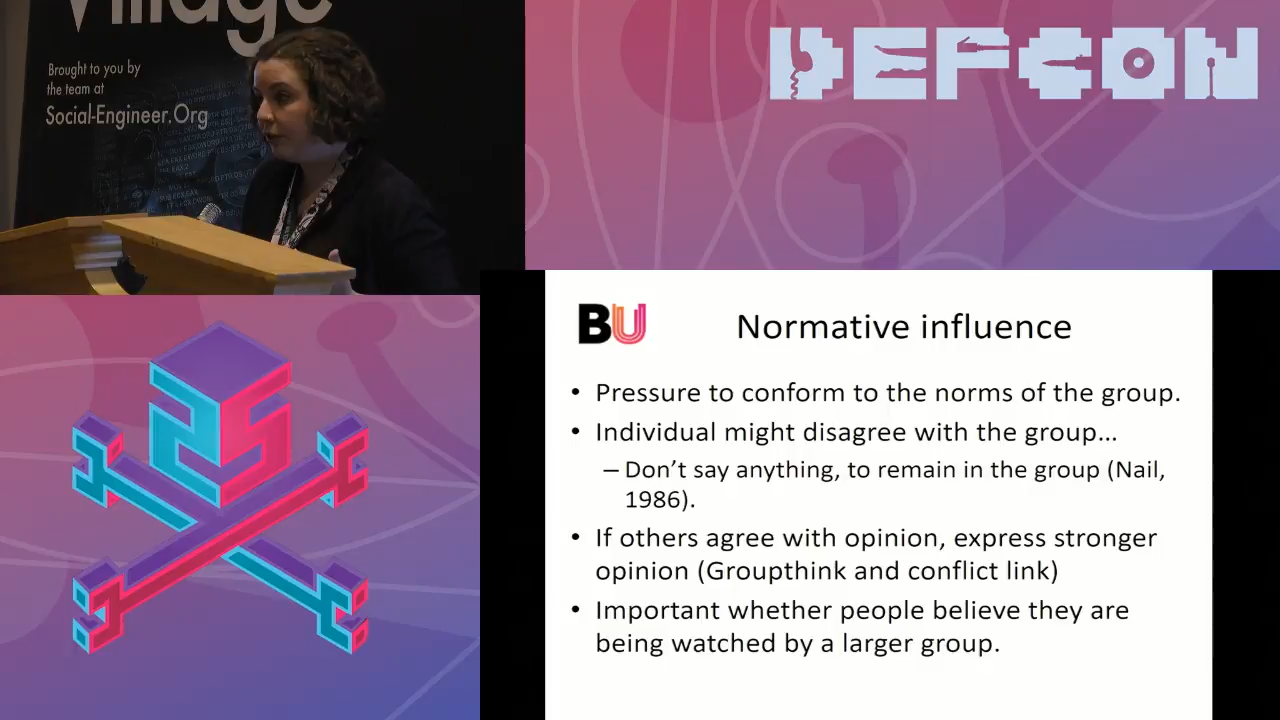 Village
Brought to you by
the team at
Social-Engineer.Org
DEFCON
BU
Normative influence
• Pressure to conform to the norms of the group.
• Individual might disagree with the group…
– Don’t say anything, to remain in the group (Nail,
1986).
• If others agree with opinion, express stronger
opinion (Groupthink and conflict link)
• Important whether people believe they are
being watched by a larger group.